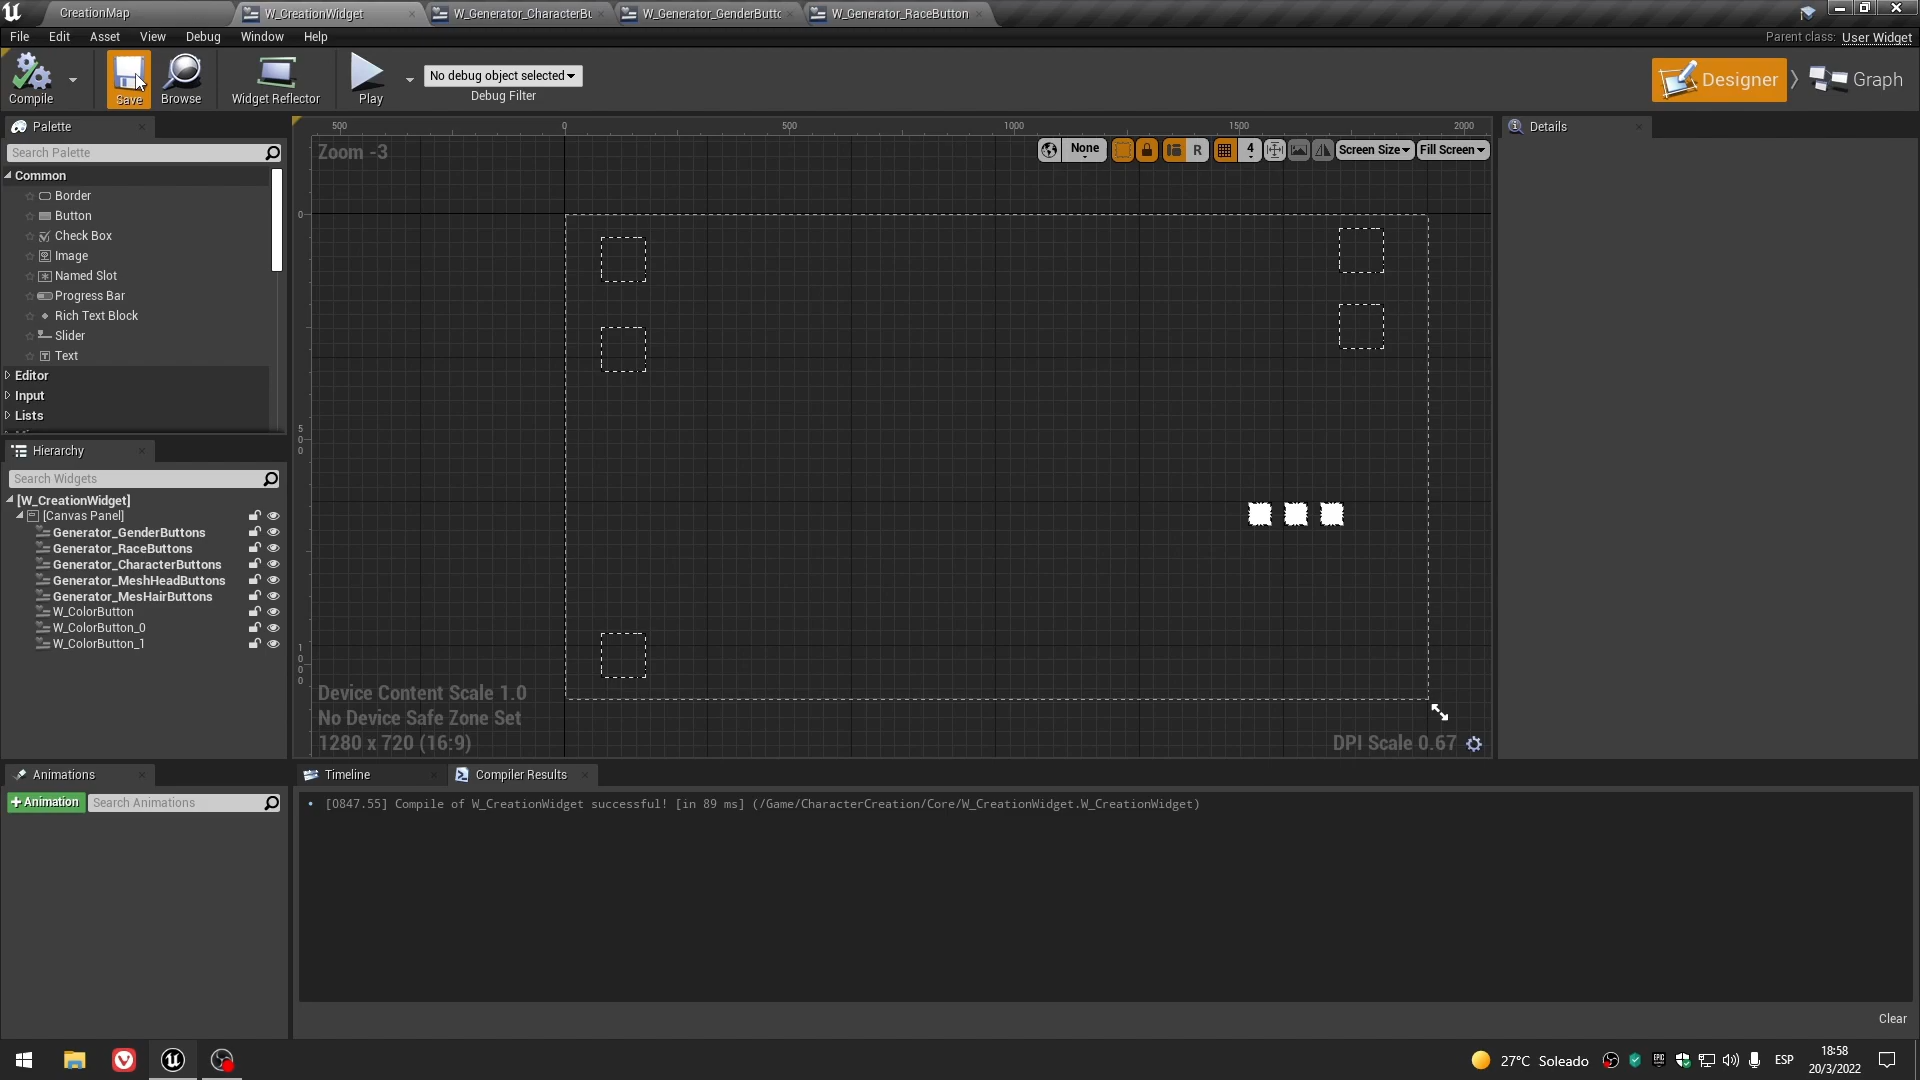 CreationMap
W_CreationWidget
W_Generator_CharacterBu
W_Generator_GenderButtc
W_Generator_RaceButton
File
Edit
Asset
View
Debug
Window
Help
Parent class: User Widget
Compile
Save
Browse
Widget Reflector
Play
No debug object selected
Debug Filter
Designer
Graph
Palette
Search Palette
Common
Border
Button
Check Box
Image
Named Slot
Progress Bar
Rich Text Block
Slider
Text
Editor
Input
Lists
Hierarchy
Search Widgets
[W_CreationWidget]
[Canvas Panel]
Generator_GenderButtons
Generator_RaceButtons
Generator_CharacterButtons
Generator_MeshHeadButtons
Generator_MesHairButtons
W_ColorButton
W_ColorButton_0
W_ColorButton_1
500
0
500
1000
1500
2000
Zoom -3
None
R
4
Screen Size
Fill Screen
0
500
1000
Device Content Scale 1.0
No Device Safe Zone Set
1280 x 720 (16:9)
DPI Scale 0.67
Details
Animations
+Animation
Search Animations
Timeline
Compiler Results
• [0847.55] Compile of W_CreationWidget successful! [in 89 ms] (/Game/CharacterCreation/Core/W_CreationWidget.W_CreationWidget)
Clear
27°C Soleado
EPIC
ESP
18:58
20/3/2022